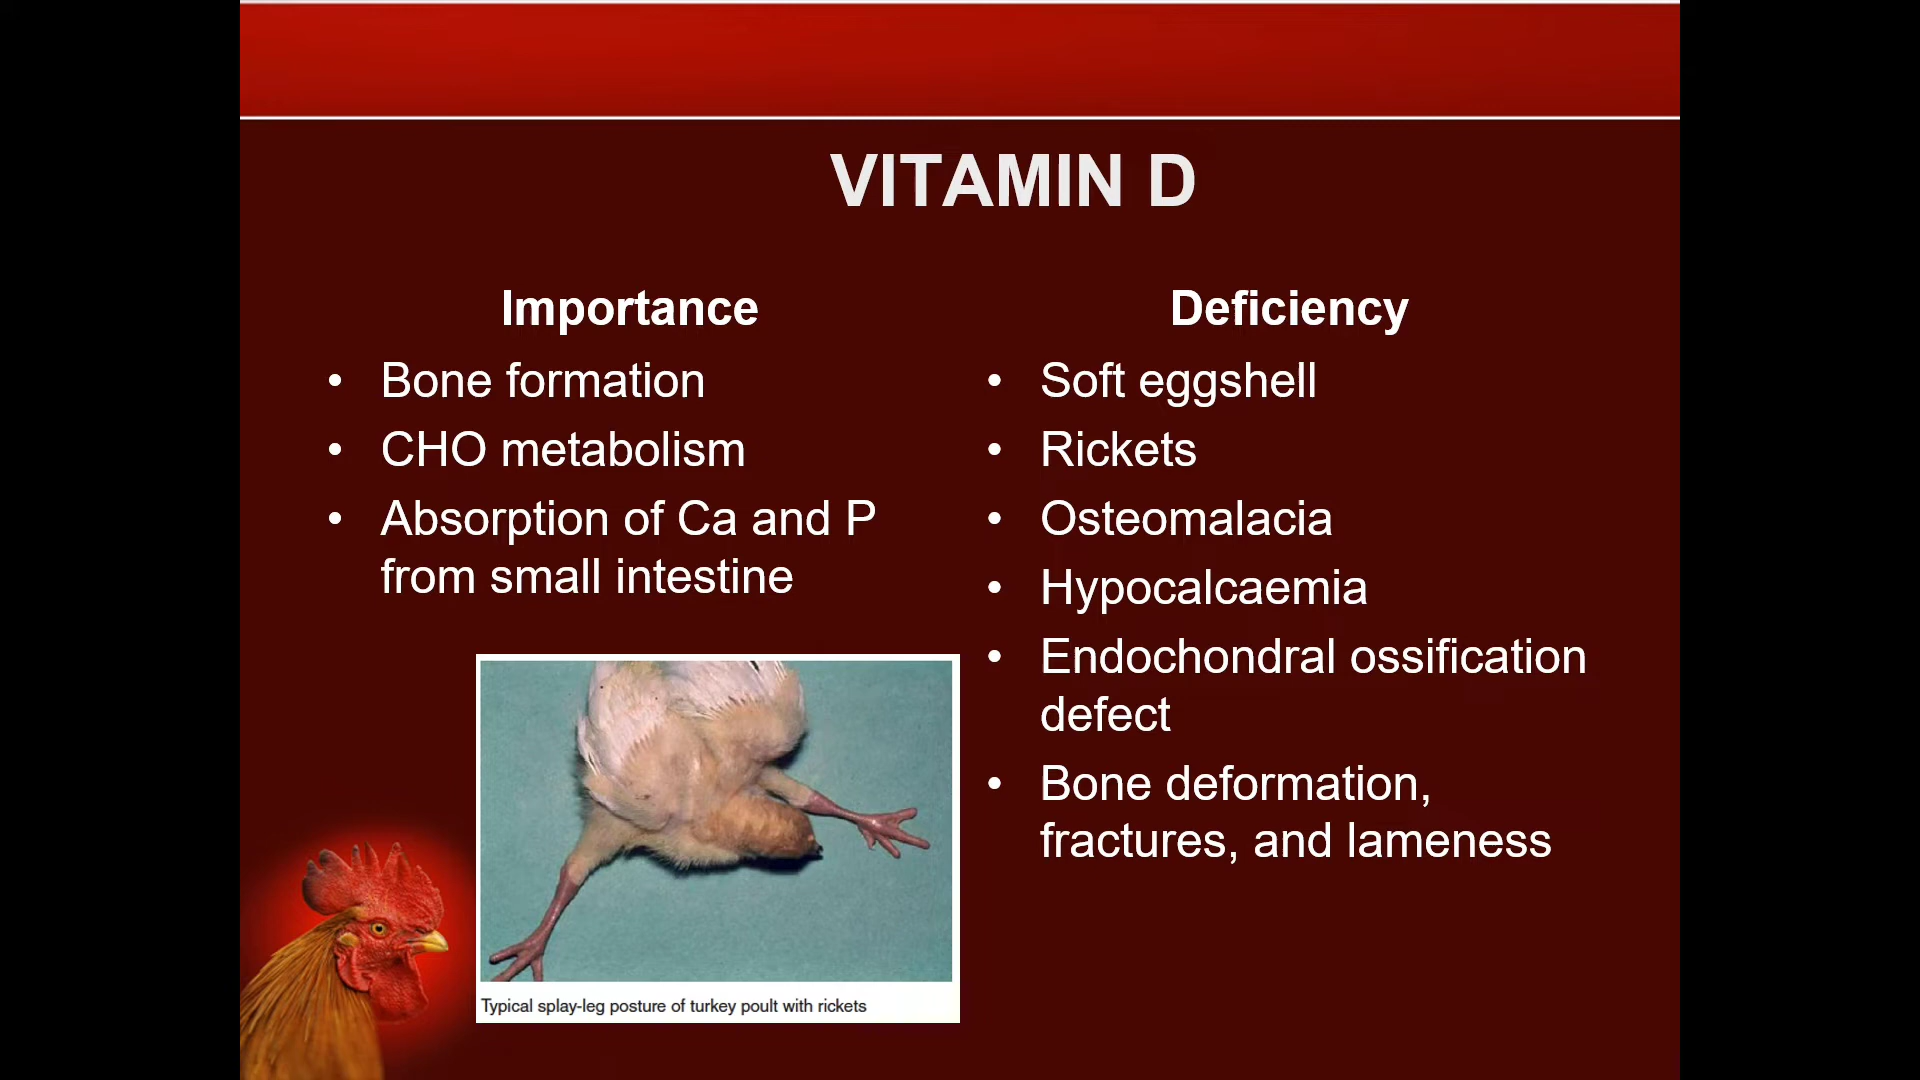 VITAMIN D
Importance
• Bone formation
• CHO metabolism
• Absorption of Ca and P
from small intestine
Typical splay-leg posture of turkey poult with rickets
Deficiency
• Soft eggshell
• Rickets
• Osteomalacia
• Hypocalcaemia
• Endochondral ossification
defect
• Bone deformation,
fractures, and lameness